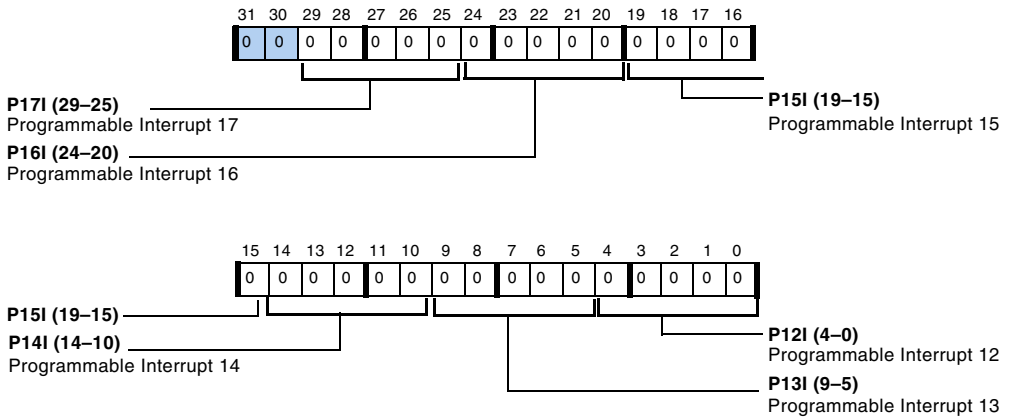 31 30 29 28 27 26 25 24 23 22 21 20 19 18 17 16
0 0 0 0 0 0 0 0 0 0 0 0 0 0 0 0
P17I (29–25)
Programmable Interrupt 17
P16I (24–20)
Programmable Interrupt 16
P15I (19–15)
Programmable Interrupt 15
15 14 13 12 11 10 9 8 7 6 5 4 3 2 1 0
0 0 0 0 0 0 0 0 0 0 0 0 0 0 0 0
P15I (19–15)
P14I (14–10)
Programmable Interrupt 14
P12I (4–0)
Programmable Interrupt 12
P13I (9–5)
Programmable Interrupt 13